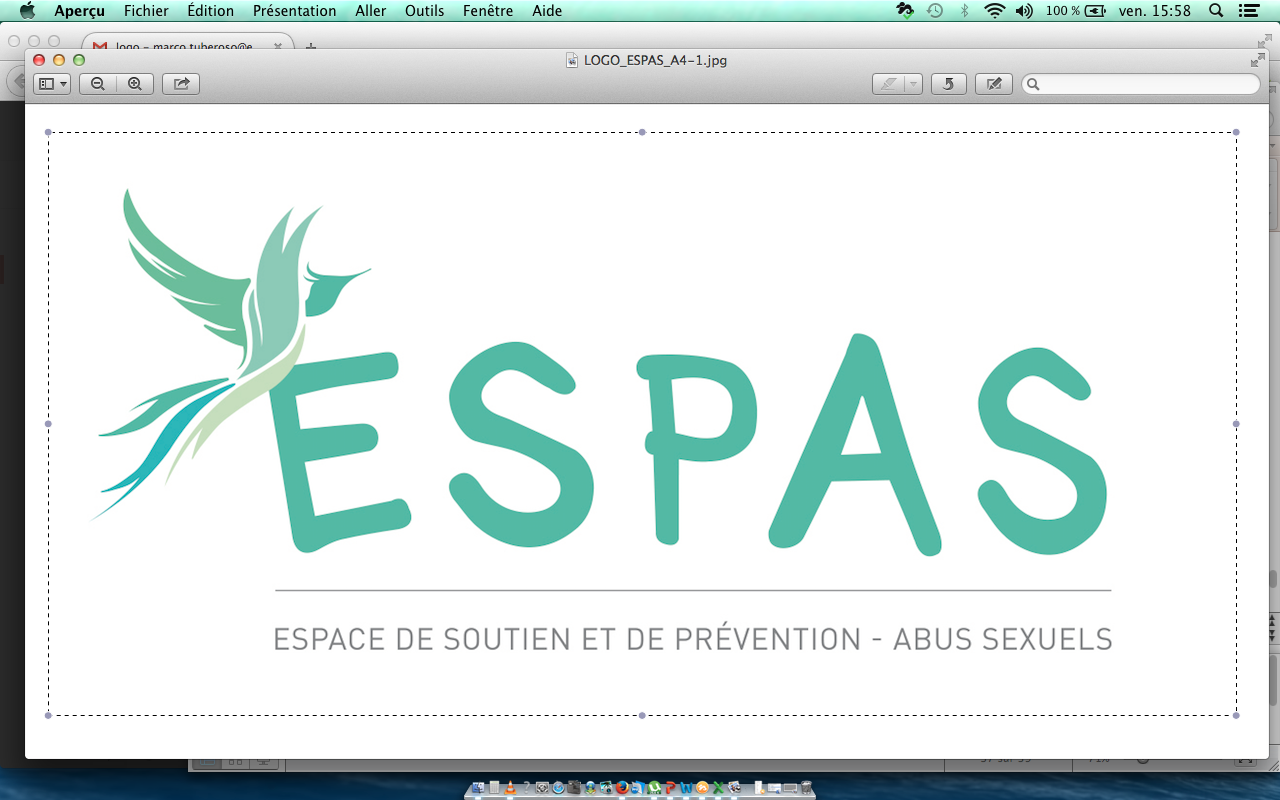 Aperçu Fichier Édition Présentation Aller Outils Fenêtre Aide 100 % ven. 15:58
LOGO_ESPAS_A4-1.jpg
ESPAS
ESPACE DE SOUTIEN ET DE PRÉVENTION - ABUS SEXUELS